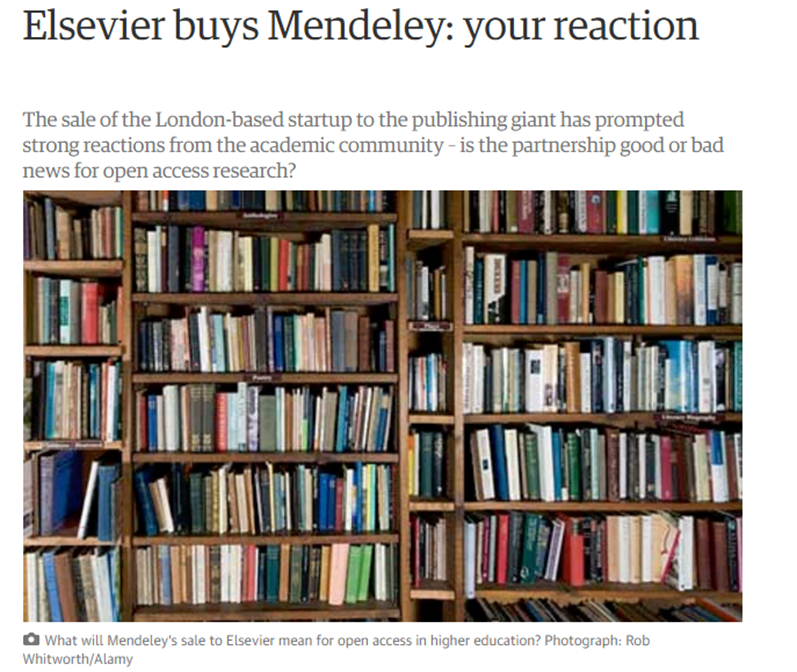 Elsevier buys Mendeley: your reaction
The sale of the London-based startup to the publishing giant has prompted
strong reactions from the academic community – is the partnership good or bad
news for open access research?
Poetry
What will Mendeley's sale to Elsevier mean for open access in higher education? Photograph: Rob
Whitworth/Alamy